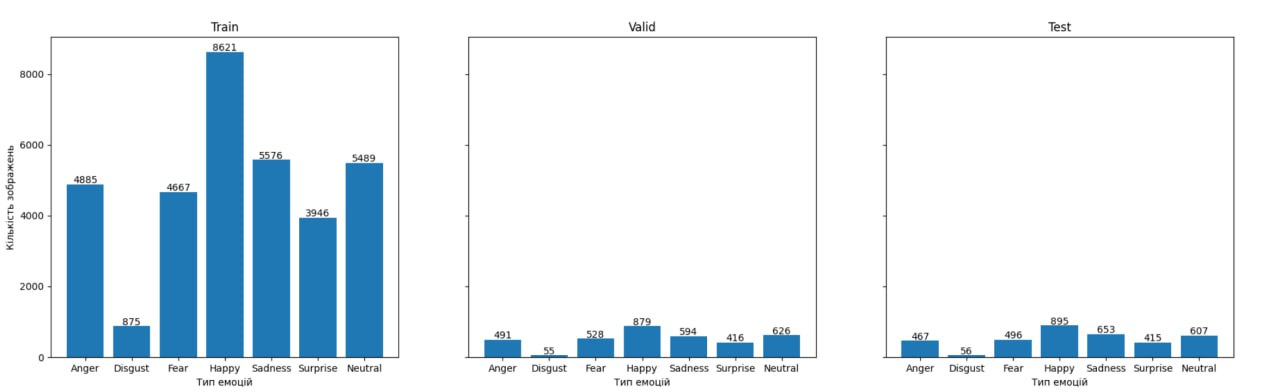 Train
Valid
Test
Кількість зображень
8000
6000
4000
2000
0
4885
875
4667
8621
5576
3946
5489
Anger Disgust Fear Happy Sadness Surprise Neutral
Тип емоцій
491
55
528
879
594
416
626
Anger Disgust Fear Happy Sadness Surprise Neutral
Тип емоцій
467
56
496
895
653
415
607
Anger Disgust Fear Happy Sadness Surprise Neutral
Тип емоцій